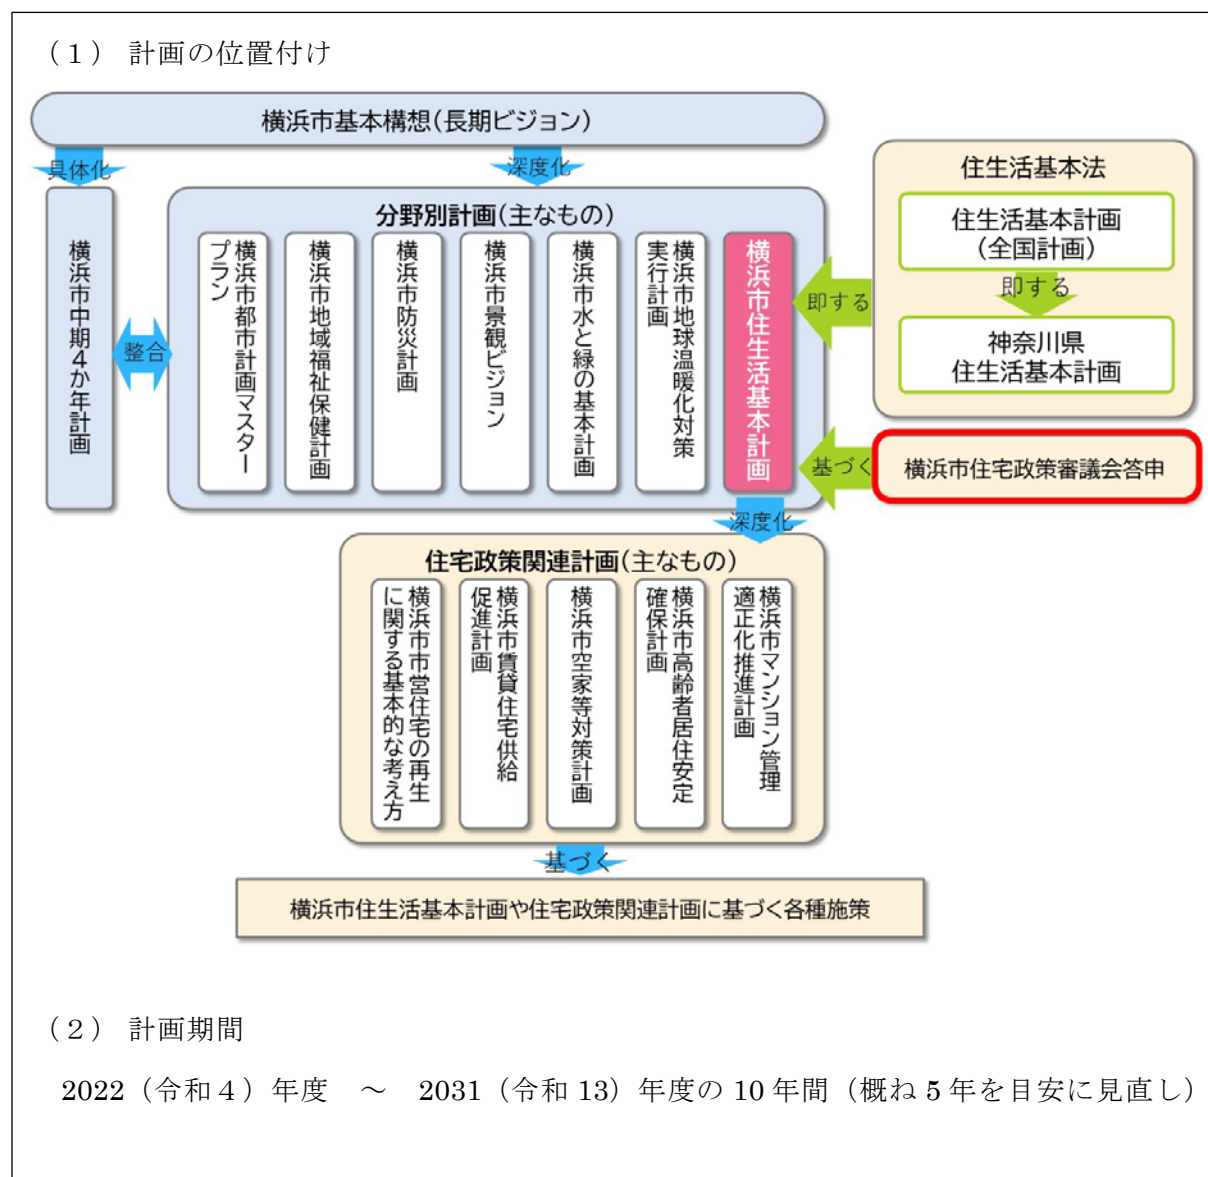 （１） 計画の位置付け
横浜市基本構想（長期ビジョン）
具体化
深度化
横浜市中期４か年計画
整合
分野別計画（主なもの）
横浜市都市計画マスター
プラン
横浜市地域福祉保健計画
横浜市防災計画
横浜市景観ビジョン
横浜市水と緑の基本計画
横浜市地球温暖化対策
実行計画
横浜市住生活基本計画
即する
住生活基本法
住生活基本計画
（全国計画）
即する
神奈川県
住生活基本計画
基づく
横浜市住宅政策審議会答申
深度化
住宅政策関連計画（主なもの）
横浜市市営住宅の再生
に関する基本的な考え方
横浜市賃貸住宅供給
促進計画
横浜市空家等対策計画
横浜市高齢者居住安定
確保計画
横浜市マンション管理
適正化推進計画
基づく
横浜市住生活基本計画や住宅政策関連計画に基づく各種施策
（２） 計画期間
2022（令和４）年度　～　2031（令和 13）年度の 10 年間（概ね 5 年を目安に見直し）